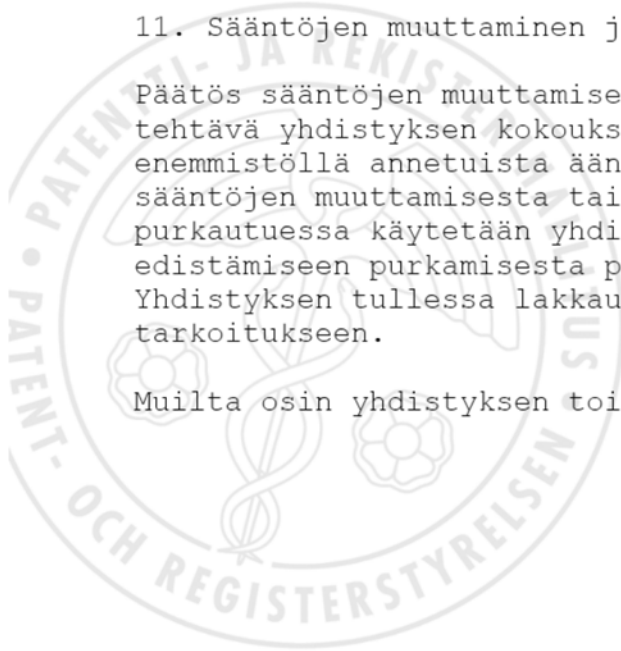 11. Sääntöjen muuttaminen j
Päätös sääntöjen muuttamise
tehtävä yhdistyksen kokouks
enemmistöllä annetuista ään
sääntöjen muuttamisesta tai
purkautuessa käytetään yhdi
edistämiseen purkamisesta p
Yhdistyksen tullessa lakkau
tarkoitukseen.
Muilta osin yhdistyksen toi
PATENTTI- JA REKISTERIHALLITUS • PATENT- OCH REGISTERSTYRELSEN •